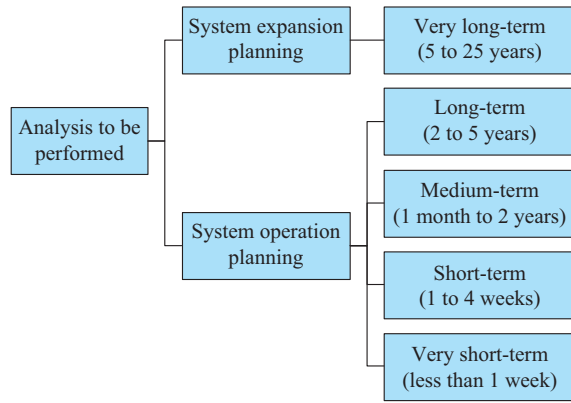 System expansion
planning
Very long-term
(5 to 25 years)
Analysis to be
performed
Long-term
(2 to 5 years)
Medium-term
(1 month to 2 years)
System operation
planning
Short-term
(1 to 4 weeks)
Very short-term
(less than 1 week)